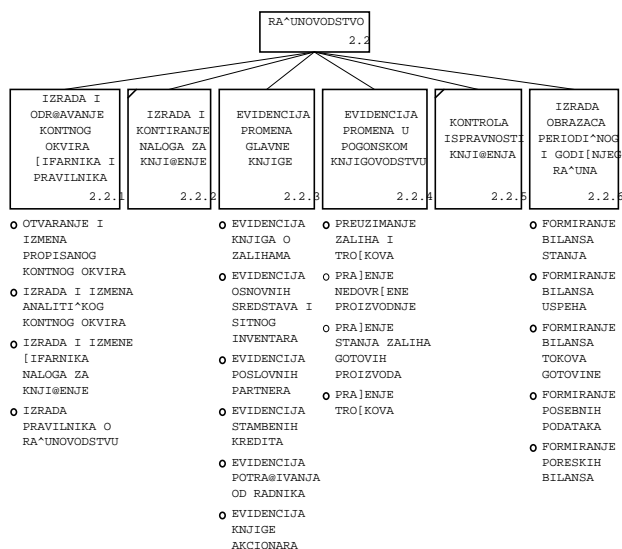 RA^UNOVODSTVO
2.2
IZRADA I
ODR@AVANJE
KONTNOG
OKVIRA
[IFARNIKA I
PRAVILNIKA
2.2.1
IZRADA I
KONTIRANJE
NALOGA ZA
KNJI@ENJE
2.2.2
EVIDENCIJA
PROMENA
GLAVNE
KNJIGE
2.2.3
EVIDENCIJA
PROMENA U
POGONSKOM
KNJIGOVODSTVU
2.2.4
KONTROLA
ISPRAVNOSTI
KNJI@ENJA
2.2.5
IZRADA
OBRAZACA
PERIODI^NOG
I GODI[NJEG
RA^UNA
2.2.6
OTVARANJE I
IZMENA
PROPISANOG
KONTNOG OKVIRA
IZRADA I IZMENA
ANALITI^KOG
KONTNOG OKVIRA
IZRADA I IZMENE
[IFARNIKA
NALOGA ZA
KNJI@ENJE
IZRADA
PRAVILNIKA O
RA^UNOVODSTVU
EVIDENCIJA
KNJIGA O
ZALIHAMA
EVIDENCIJA
OSNOVNIH
SREDSTAVA I
SITNOG
INVENTARA
EVIDENCIJA
POSLOVNIH
PARTNERA
EVIDENCIJA
STAMBENIH
KREDITA
EVIDENCIJA
POTRA@IVANJA
OD RADNIKA
EVIDENCIJA
KNJIGE
AKCIONARA
PREUZIMANJE
ZALIHA I
TRO[KOVA
PRA]ENJE
NEDOVR[ENE
PROIZVODNJE
PRA]ENJE
STANJA ZALIHA
GOTOVIH
PROIZVODA
PRA]ENJE
TRO[KOVA
FORMIRANJE
BILANSA
STANJA
FORMIRANJE
BILANSA
USPEHA
FORMIRANJE
BILANSA
TOKOVA
GOTOVINE
FORMIRANJE
POSEBNIH
PODATAKA
FORMIRANJE
PORESKIH
BILANSA